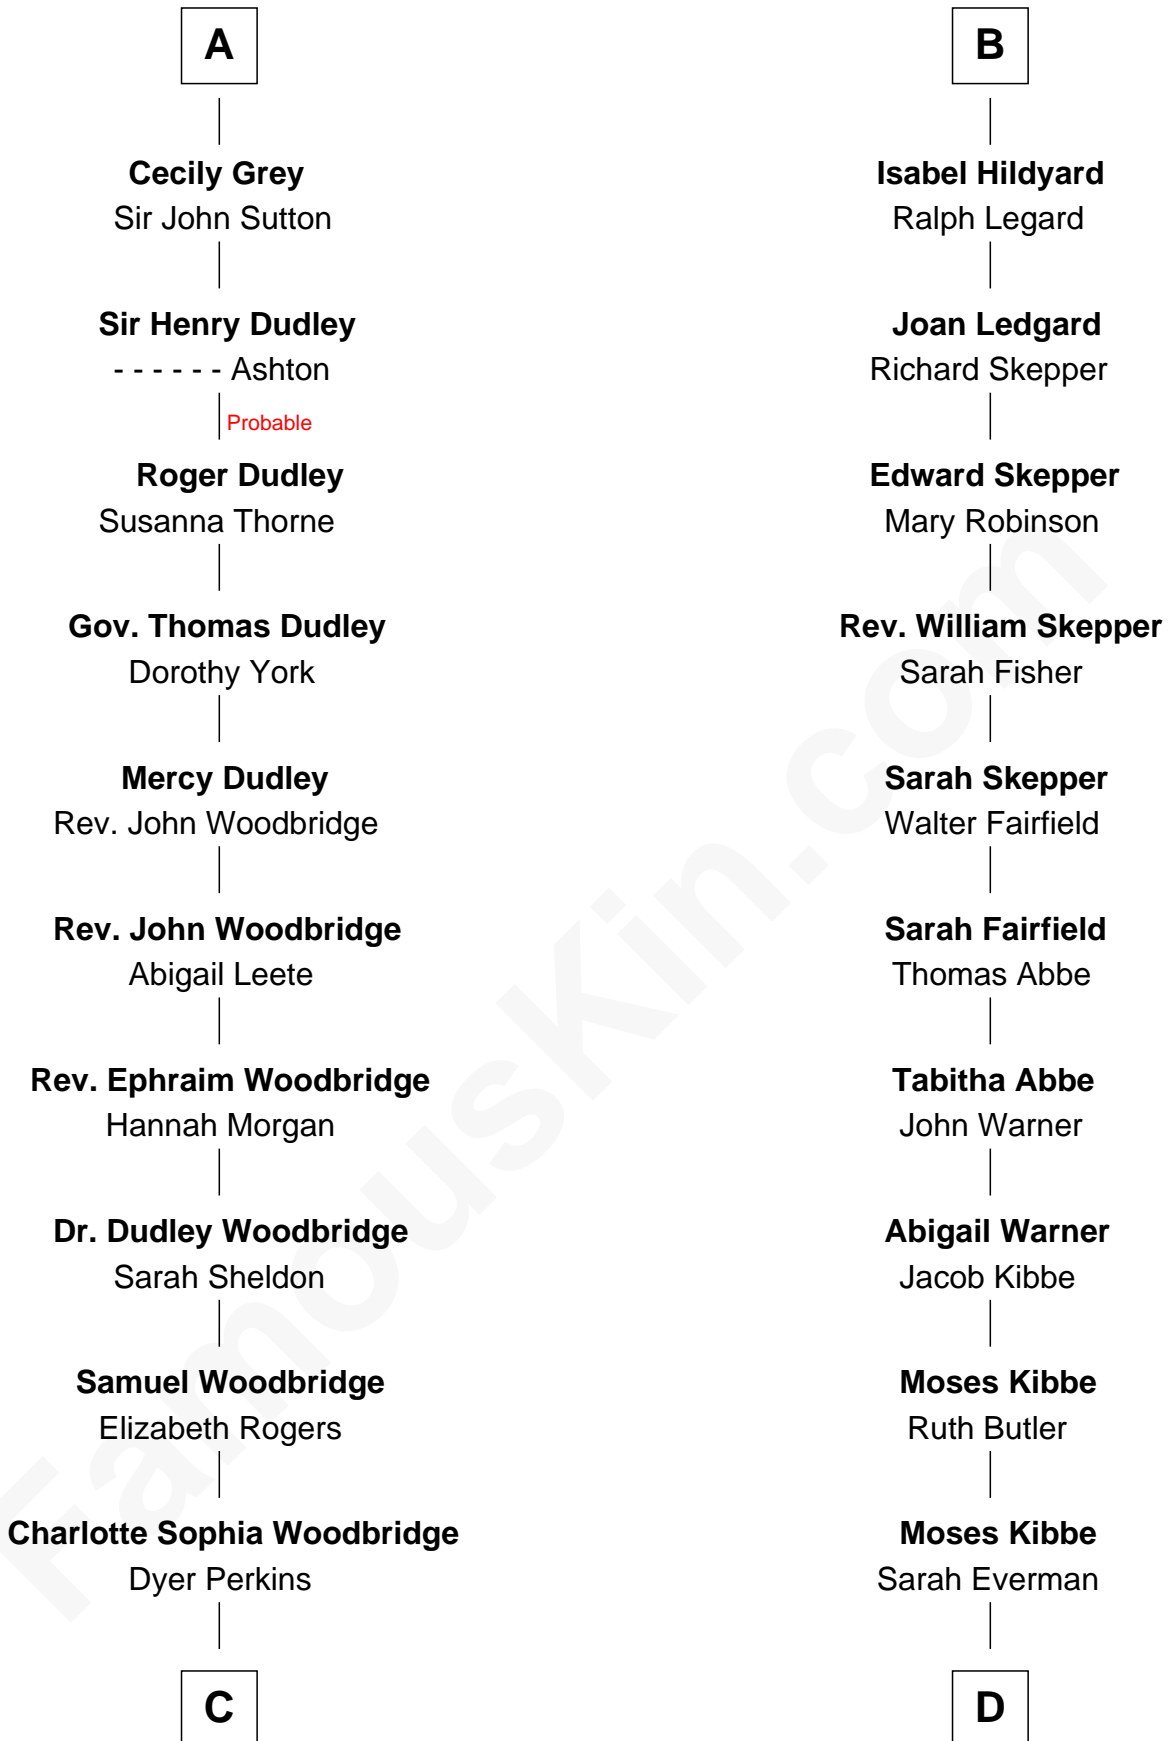 A
Cecily Grey
Sir John Sutton
Sir Henry Dudley
- - - - - - Ashton
Probable
Roger Dudley
Susanna Thorne
Gov. Thomas Dudley
Dorothy York
Mercy Dudley
Rev. John Woodbridge
Rev. John Woodbridge
Abigail Leete
Rev. Ephraim Woodbridge
Hannah Morgan
Dr. Dudley Woodbridge
Sarah Sheldon
Samuel Woodbridge
Elizabeth Rogers
Charlotte Sophia Woodbridge
Dyer Perkins
C
B
Isabel Hildyard
Ralph Legard
Joan Ledgard
Richard Skepper
Edward Skepper
Mary Robinson
Rev. William Skepper
Sarah Fisher
Sarah Skepper
Walter Fairfield
Sarah Fairfield
Thomas Abbe
Tabitha Abbe
John Warner
Abigail Warner
Jacob Kibbe
Moses Kibbe
Ruth Butler
Moses Kibbe
Sarah Everman
D
FamousKin.com